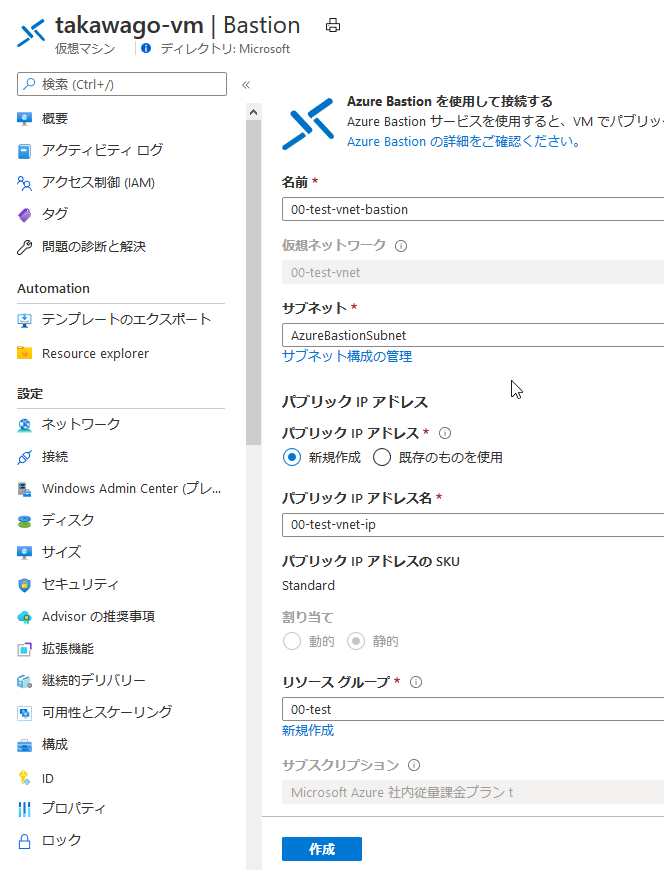 takawago-vm | Bastion
仮想マシン
ディレクトリ: Microsoft
検索 (Ctrl+/)
«
概要
アクティビティ ログ
アクセス制御 (IAM)
タグ
問題の診断と解決
Automation
テンプレートのエクスポート
Resource explorer
設定
ネットワーク
接続
Windows Admin Center (プレ...
ディスク
サイズ
セキュリティ
Advisor の推奨事項
拡張機能
継続的デリバリー
可用性とスケーリング
構成
ID
プロパティ
ロック
Azure Bastion を使用して接続する
Azure Bastion サービスを使用すると、VM でパブリッ
Azure Bastion の詳細をご確認ください。
名前 *
00-test-vnet-bastion
仮想ネットワーク
00-test-vnet
サブネット *
AzureBastionSubnet
サブネット構成の管理
パブリック IP アドレス
パブリック IP アドレス *
新規作成 既存のものを使用
パブリック IP アドレス名 *
00-test-vnet-ip
パブリック IP アドレスの SKU
Standard
割り当て
動的 静的
リソース グループ *
00-test
新規作成
サブスクリプション
Microsoft Azure 社内従量課金プラン t
作成